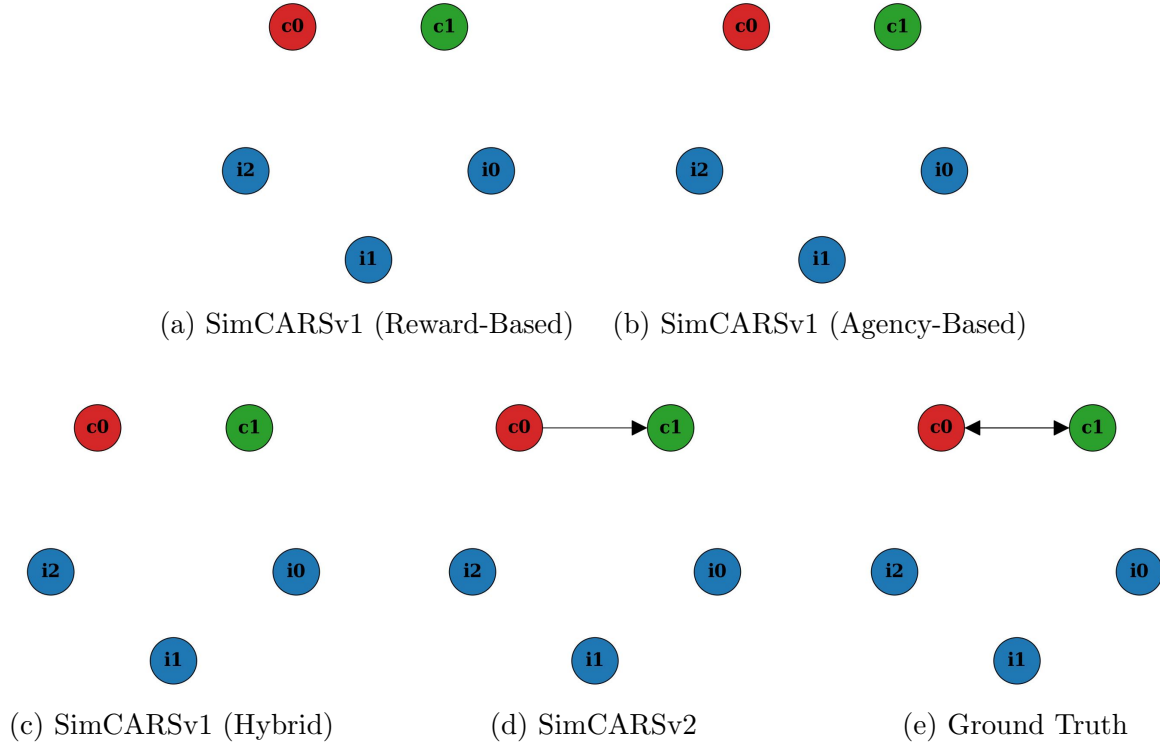 c0 c1 c0 c1
i2 i0 i2 i0
i1 i1
(a) SimCARSv1 (Reward-Based) (b) SimCARSv1 (Agency-Based)
c0 c1 c0 c1 c0 c1
i2 i0 i2 i0 i2 i0
i1 i1 i1
(c) SimCARSv1 (Hybrid) (d) SimCARSv2 (e) Ground Truth